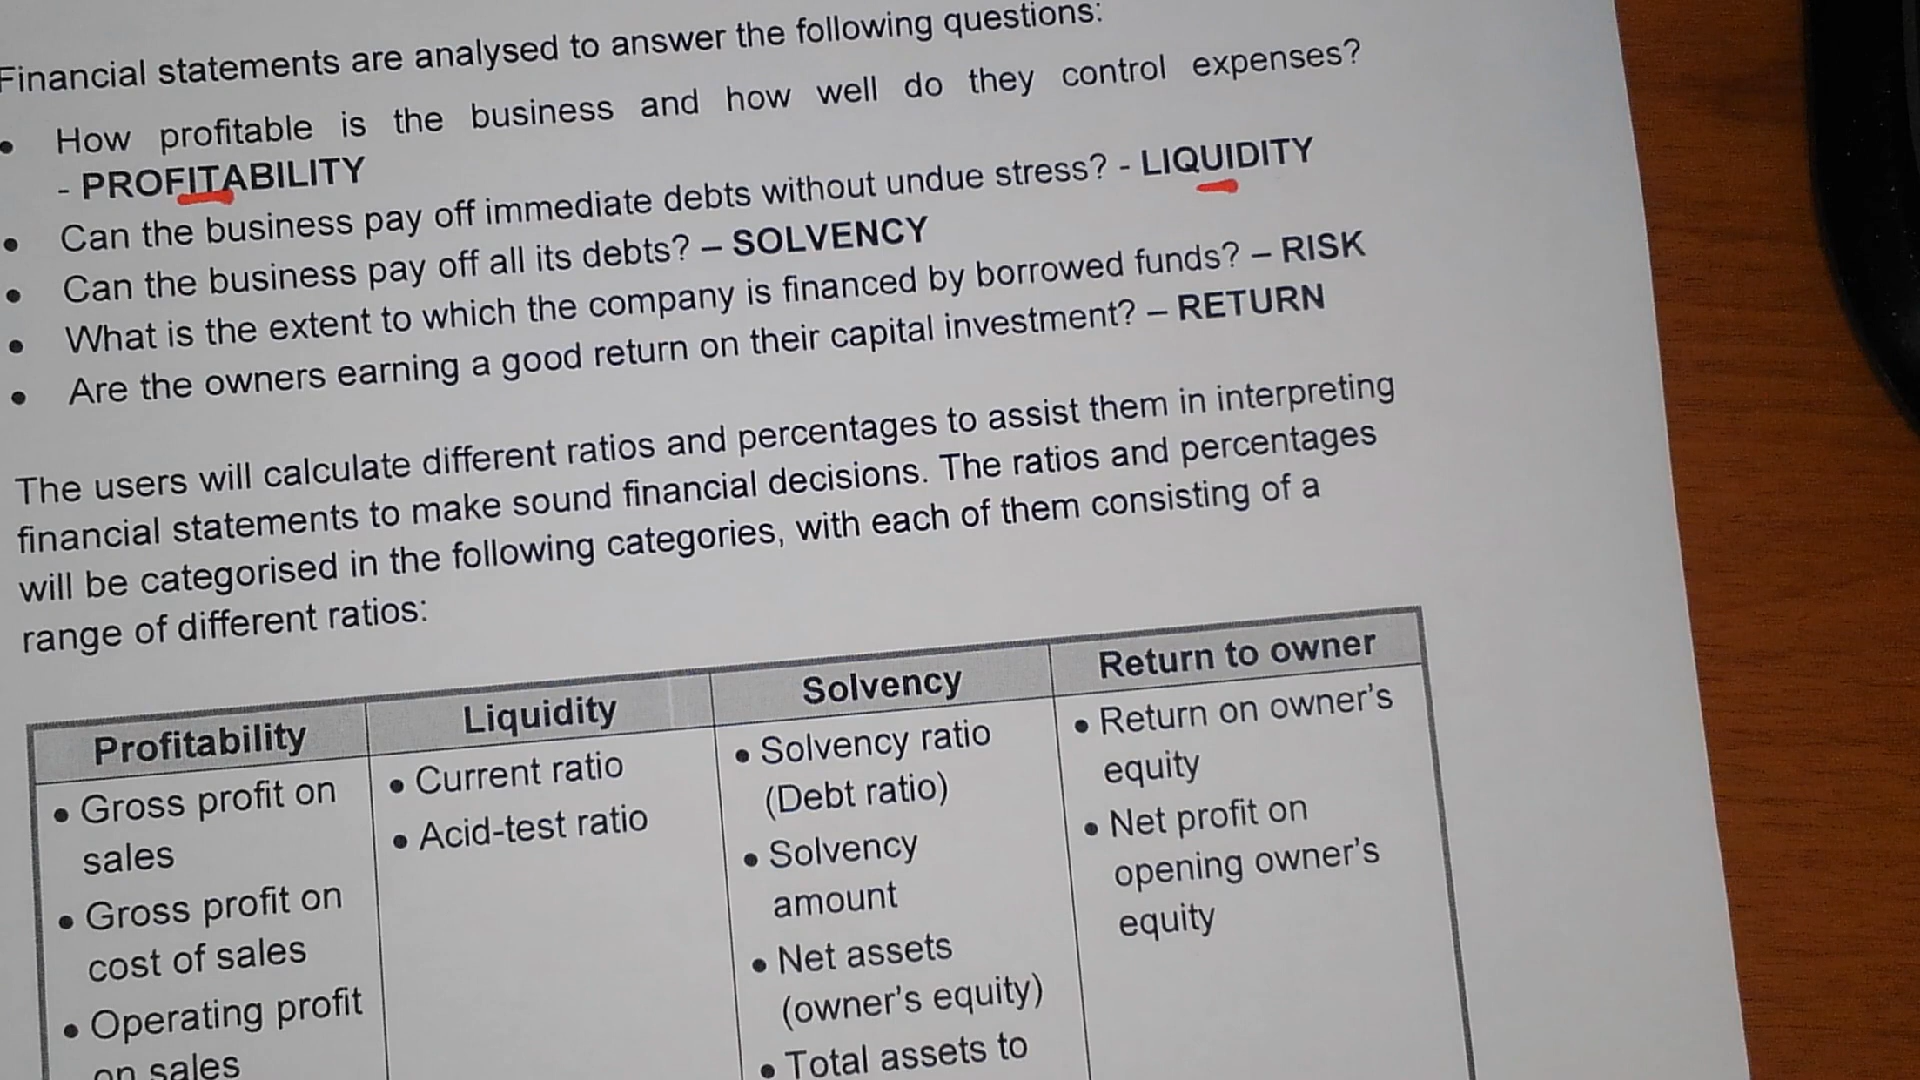 Financial statements are analysed to answer the following questions:
• How profitable is the business and how well do they control expenses?
- PROFITABILITY
• Can the business pay off immediate debts without undue stress? - LIQUIDITY
• Can the business pay off all its debts? – SOLVENCY
• What is the extent to which the company is financed by borrowed funds? – RISK
• Are the owners earning a good return on their capital investment? – RETURN
The users will calculate different ratios and percentages to assist them in interpreting
financial statements to make sound financial decisions. The ratios and percentages
will be categorised in the following categories, with each of them consisting of a
range of different ratios:
Profitability
• Gross profit on
sales
• Gross profit on
cost of sales
• Operating profit
on sales
Liquidity
• Current ratio
• Acid-test ratio
Solvency
• Solvency ratio
(Debt ratio)
• Solvency
amount
• Net assets
(owner's equity)
• Total assets to
Return to owner
• Return on owner's
equity
• Net profit on
opening owner's
equity